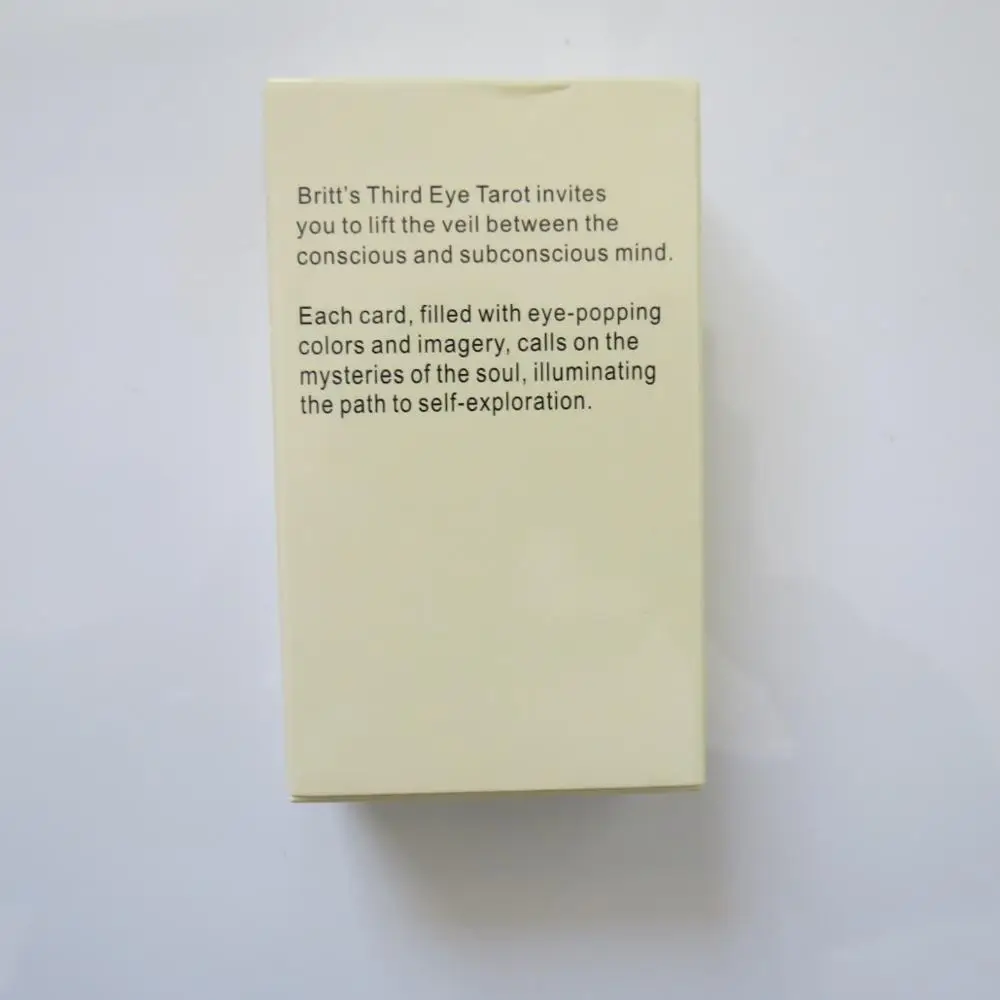 Britt's Third Eye Tarot invites
you to lift the veil between the
conscious and subconscious mind.
Each card, filled with eye-popping
colors and imagery, calls on the
mysteries of the soul, illuminating
the path to self-exploration.